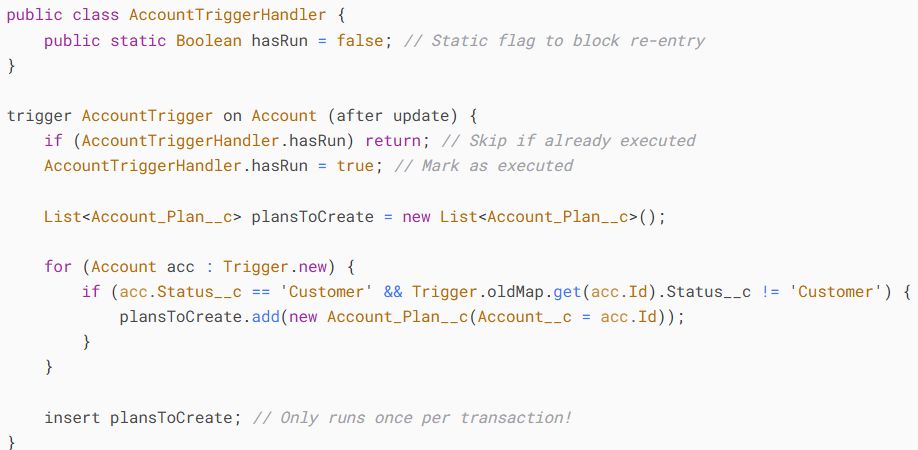 public class AccountTriggerHandler {
    public static Boolean hasRun = false; // Static flag to block re-entry
}

trigger AccountTrigger on Account (after update) {
    if (AccountTriggerHandler.hasRun) return; // Skip if already executed
    AccountTriggerHandler.hasRun = true; // Mark as executed

    List<Account_Plan__c> plansToCreate = new List<Account_Plan__c>();

    for (Account acc : Trigger.new) {
        if (acc.Status__c == 'Customer' && Trigger.oldMap.get(acc.Id).Status__c != 'Customer') {
            plansToCreate.add(new Account_Plan__c(Account__c = acc.Id));
        }
    }

    insert plansToCreate; // Only runs once per transaction!
}